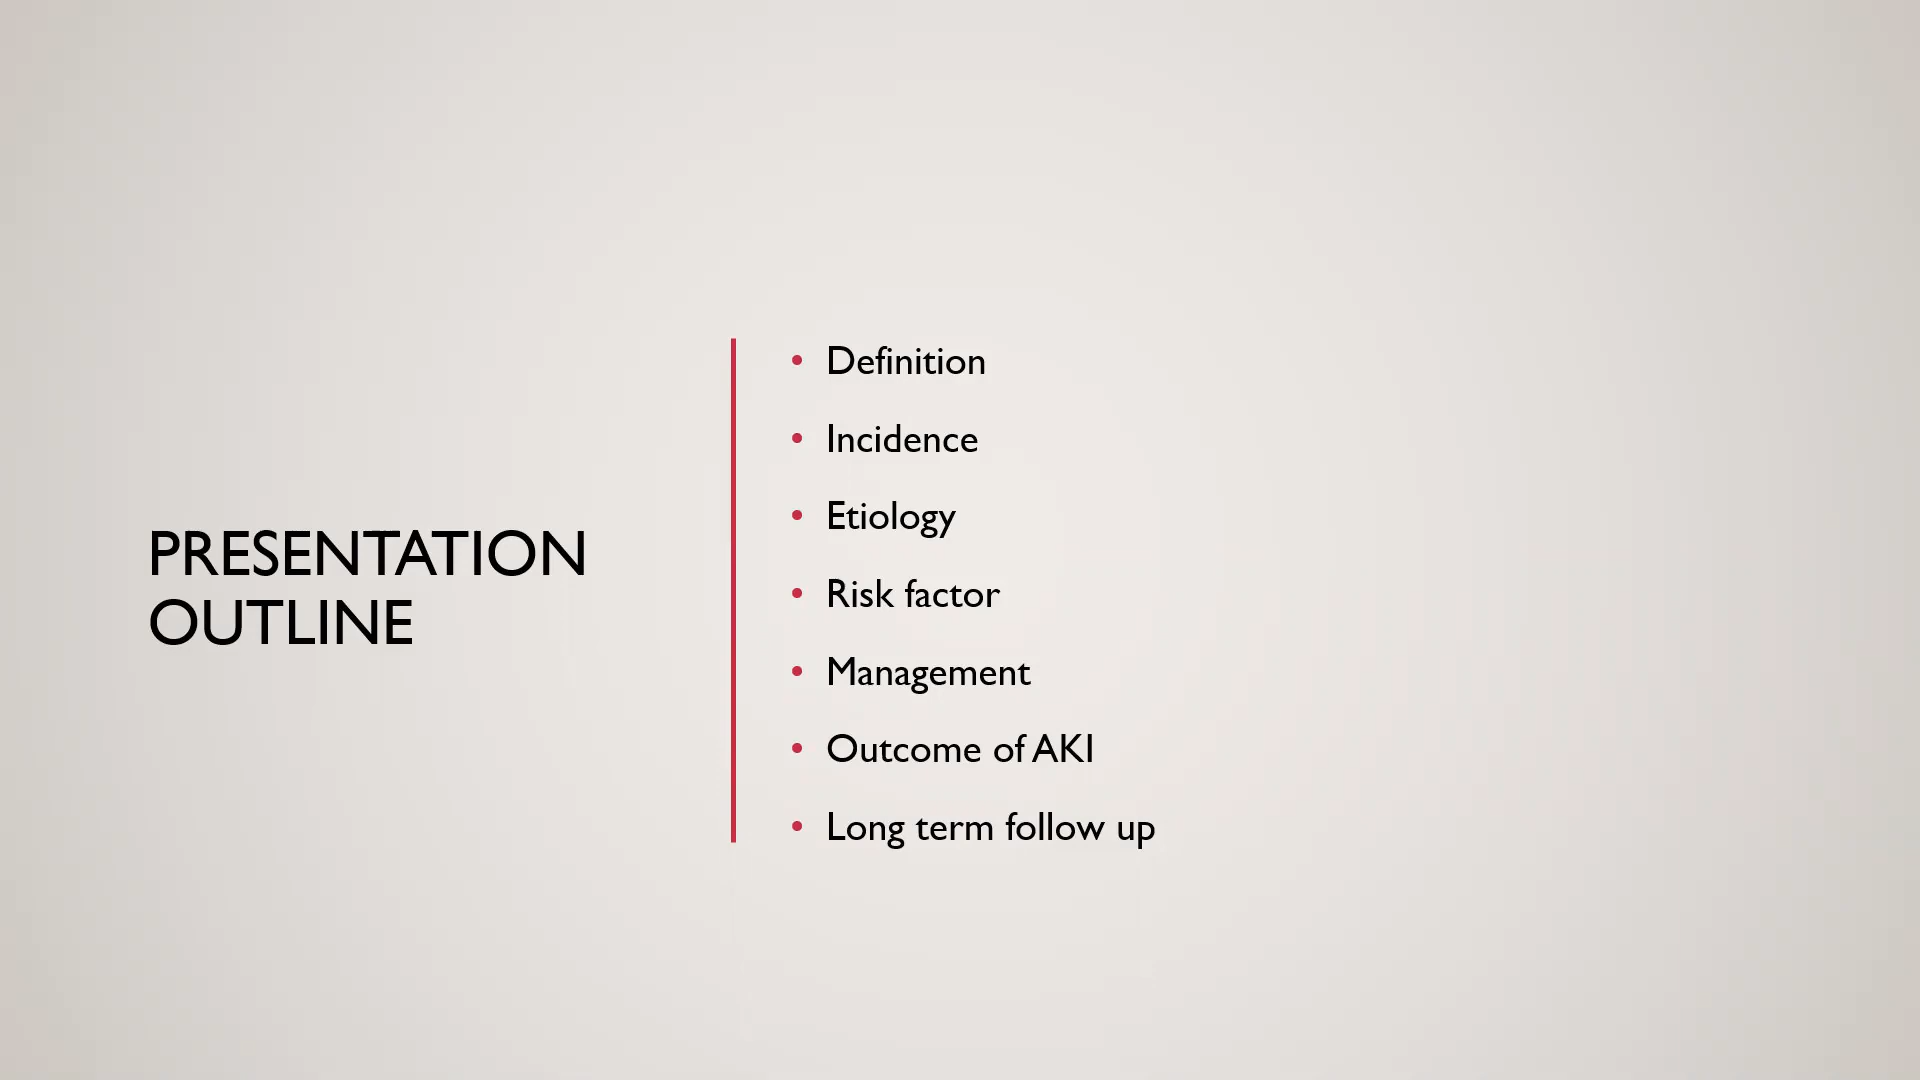 PRESENTATION
OUTLINE
• Definition
• Incidence
• Etiology
• Risk factor
• Management
• Outcome of AKI
• Long term follow up